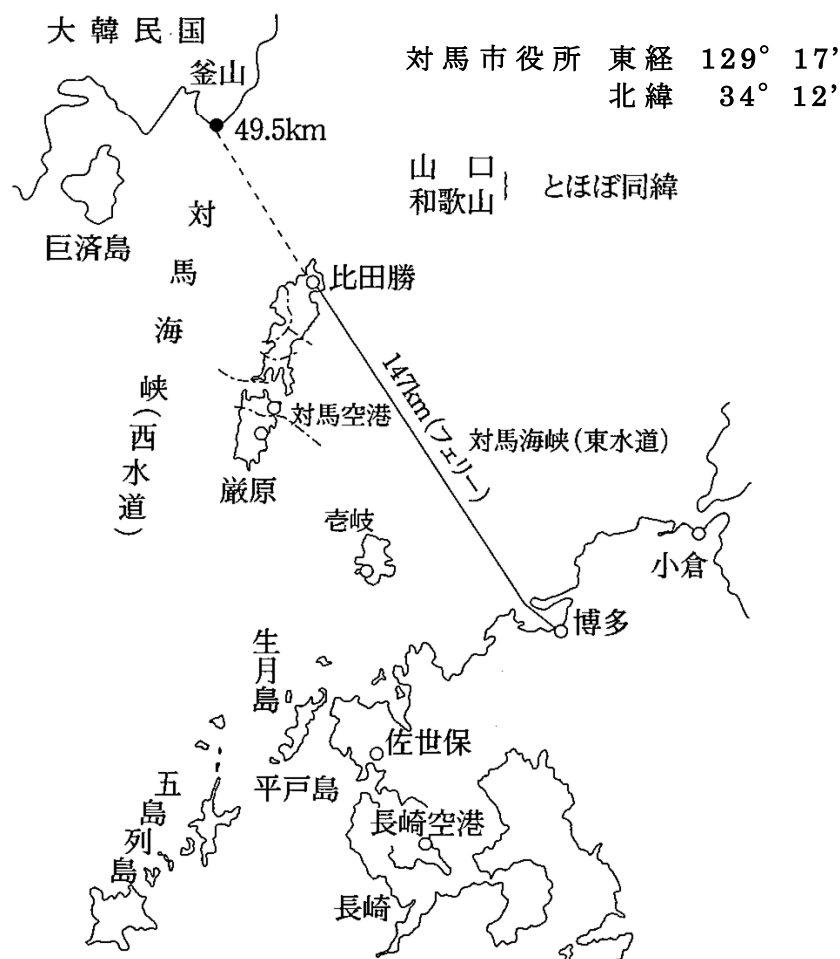 大韓民国
釜山
49.5km
対馬市役所 東経 129° 17'
北緯 34° 12'
山口
和歌山
とほぼ同緯
巨済島
対馬海峡(西水道)
比田勝
147km(フェリー)
対馬空港
対馬海峡(東水道)
厳原
壱岐
小倉
博多
生月島
佐世保
平戸島
五島列島
長崎空港
長崎